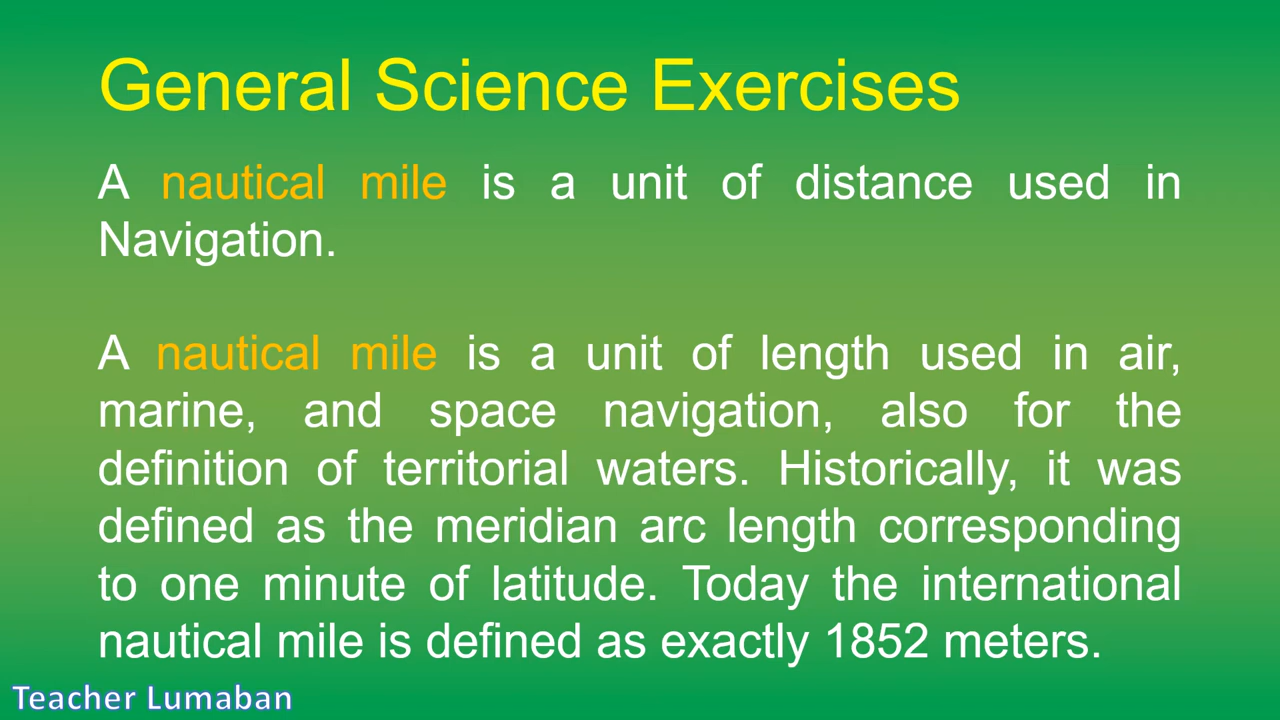 General Science Exercises
A nautical mile is a unit of distance used in
Navigation.
A nautical mile is a unit of length used in air,
marine, and space navigation, also for the
definition of territorial waters. Historically, it was
defined as the meridian arc length corresponding
to one minute of latitude. Today the international
nautical mile is defined as exactly 1852 meters.
Teacher Lumaban